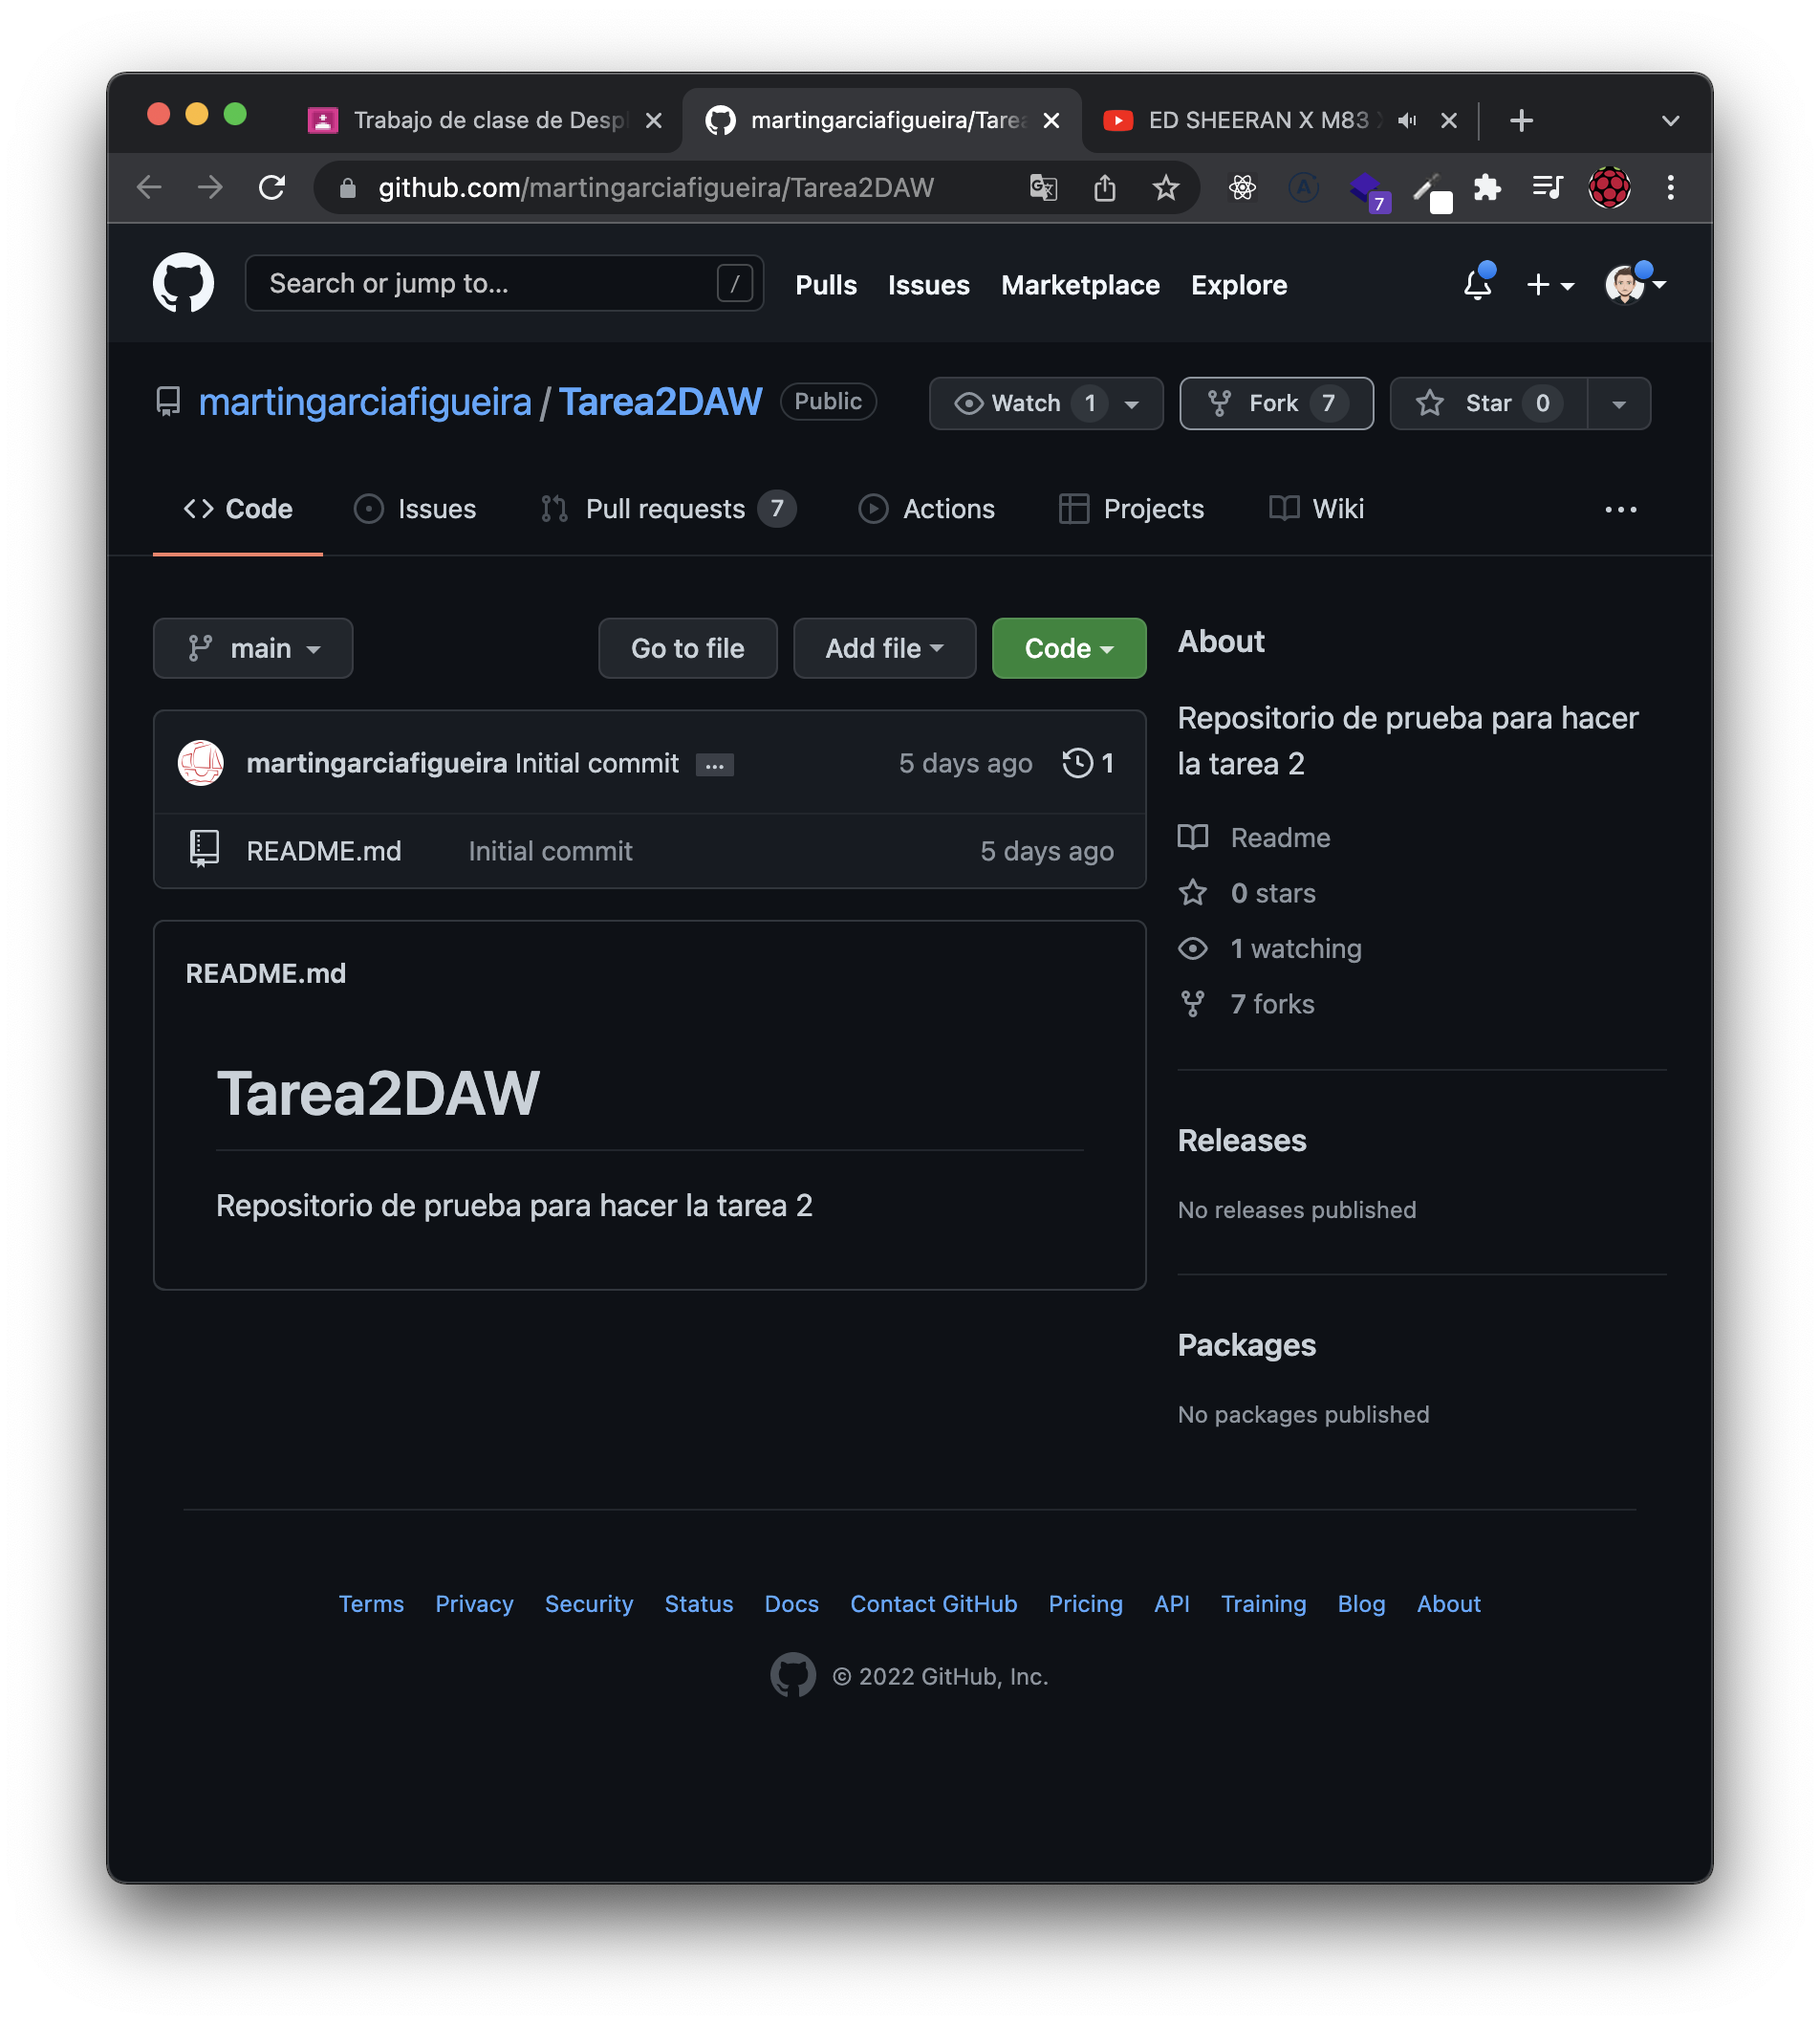 Trabajo de clase de Desp
martingarciafigueira/Tarea
ED SHEERAN X M83
github.com/martingarciafigueira/Tarea2DAW
7
Search or jump to...
/
Pulls Issues Marketplace Explore
martingarciafigueira / Tarea2DAW Public
Watch 1
Fork 7
Star 0
Code Issues Pull requests 7 Actions Projects Wiki
main
Go to file
Add file
Code
martingarciafigueira Initial commit ... 5 days ago 1
README.md Initial commit 5 days ago
README.md
Tarea2DAW
Repositorio de prueba para hacer la tarea 2
About
Repositorio de prueba para hacer
la tarea 2
Readme
0 stars
1 watching
7 forks
Releases
No releases published
Packages
No packages published
Terms Privacy Security Status Docs Contact GitHub Pricing API Training Blog About
© 2022 GitHub, Inc.